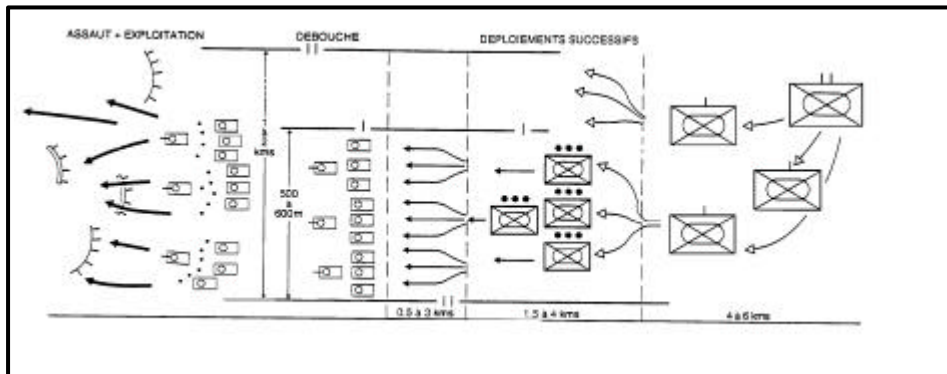 ASSAUT + EXPLOITATION
DEBOUCHE
DEPLOIEMENTS SUCCESSIFS
kms
500
à
600m
0.5 à 3 kms
1.5 à 4 kms
4 à 6 kms